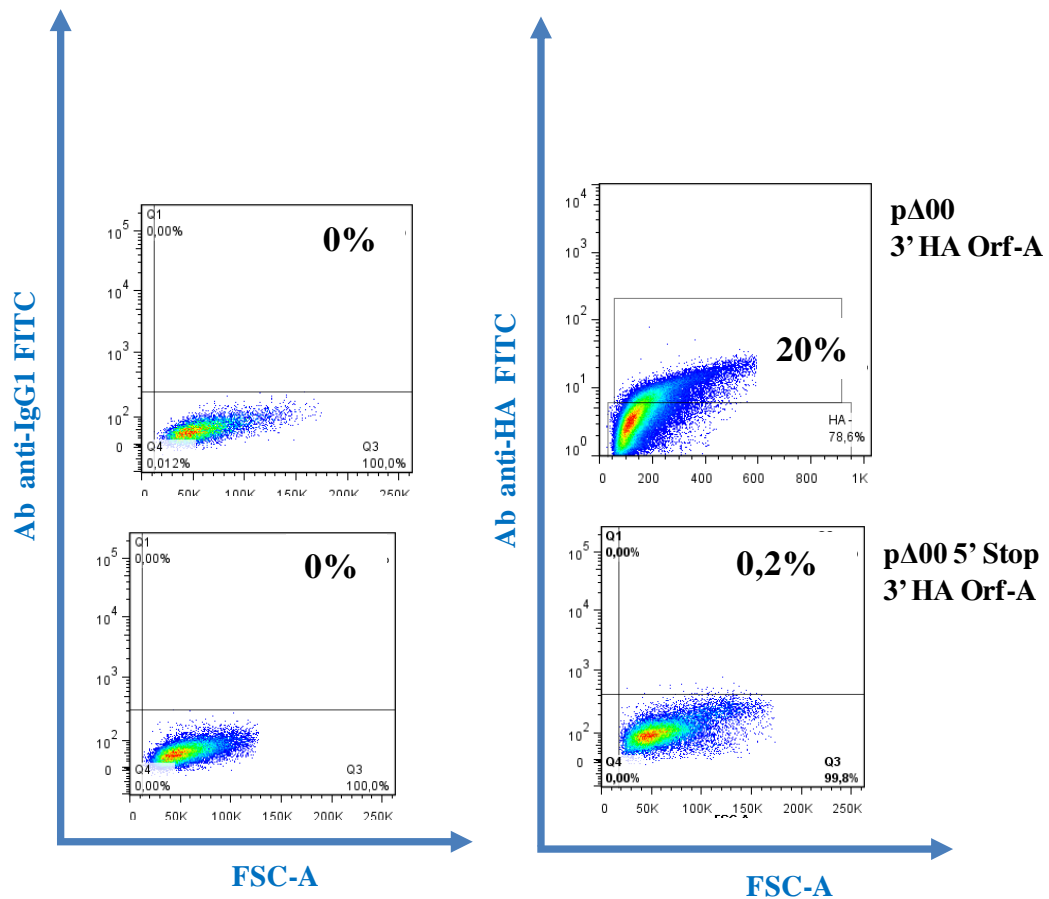 Ab anti-IgG1 FITC
Q1
0,00%
0%
10^5
10^4
10^3
10^2
0
Q4
0,012%
Q3
100,0%
0 50K 100K 150K 200K 250K
Q1
0,00%
0%
10^5
10^4
10^3
10^2
0
Q4
0,00%
Q3
100,0%
0 50K 100K 150K 200K 250K
FSC-A
Ab anti-HA FITC
10^4
10^3
10^2
10^1
10^0
20%
HA -
78,6%
0 200 400 600 800 1K
pΔ00
3' HA Orf-A
Q1
0,00%
0,2%
10^5
10^4
10^3
10^2
0
Q4
0,00%
Q3
99,8%
0 50K 100K 150K 200K 250K
FSC-A
pΔ00 5' Stop
3' HA Orf-A
FSC-A